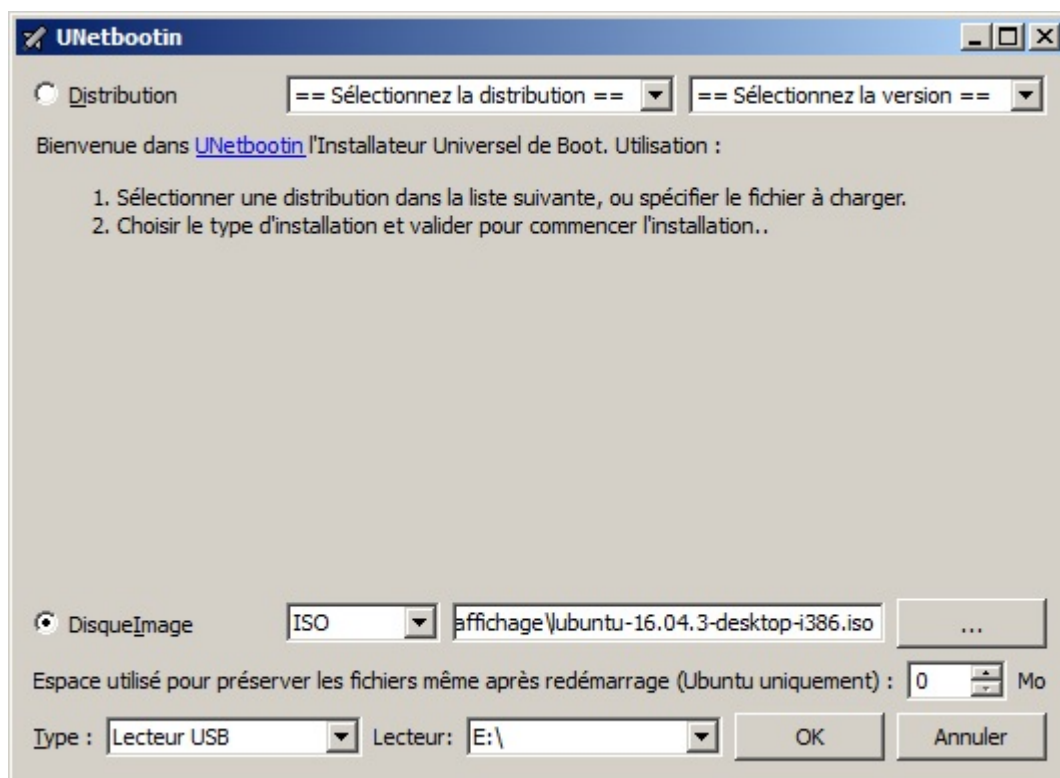 UNetbootin
Distribution == Sélectionnez la distribution == == Sélectionnez la version ==
Bienvenue dans UNetbootin l'Installateur Universel de Boot. Utilisation :
1. Sélectionner une distribution dans la liste suivante, ou spécifier le fichier à charger.
2. Choisir le type d'installation et valider pour commencer l'installation..
DisqueImage ISO affichage\lubuntu-16.04.3-desktop-i386.iso ...
Espace utilisé pour préserver les fichiers même après redémarrage (Ubuntu uniquement) : 0 Mo
Type : Lecteur USB Lecteur: E:\ OK Annuler